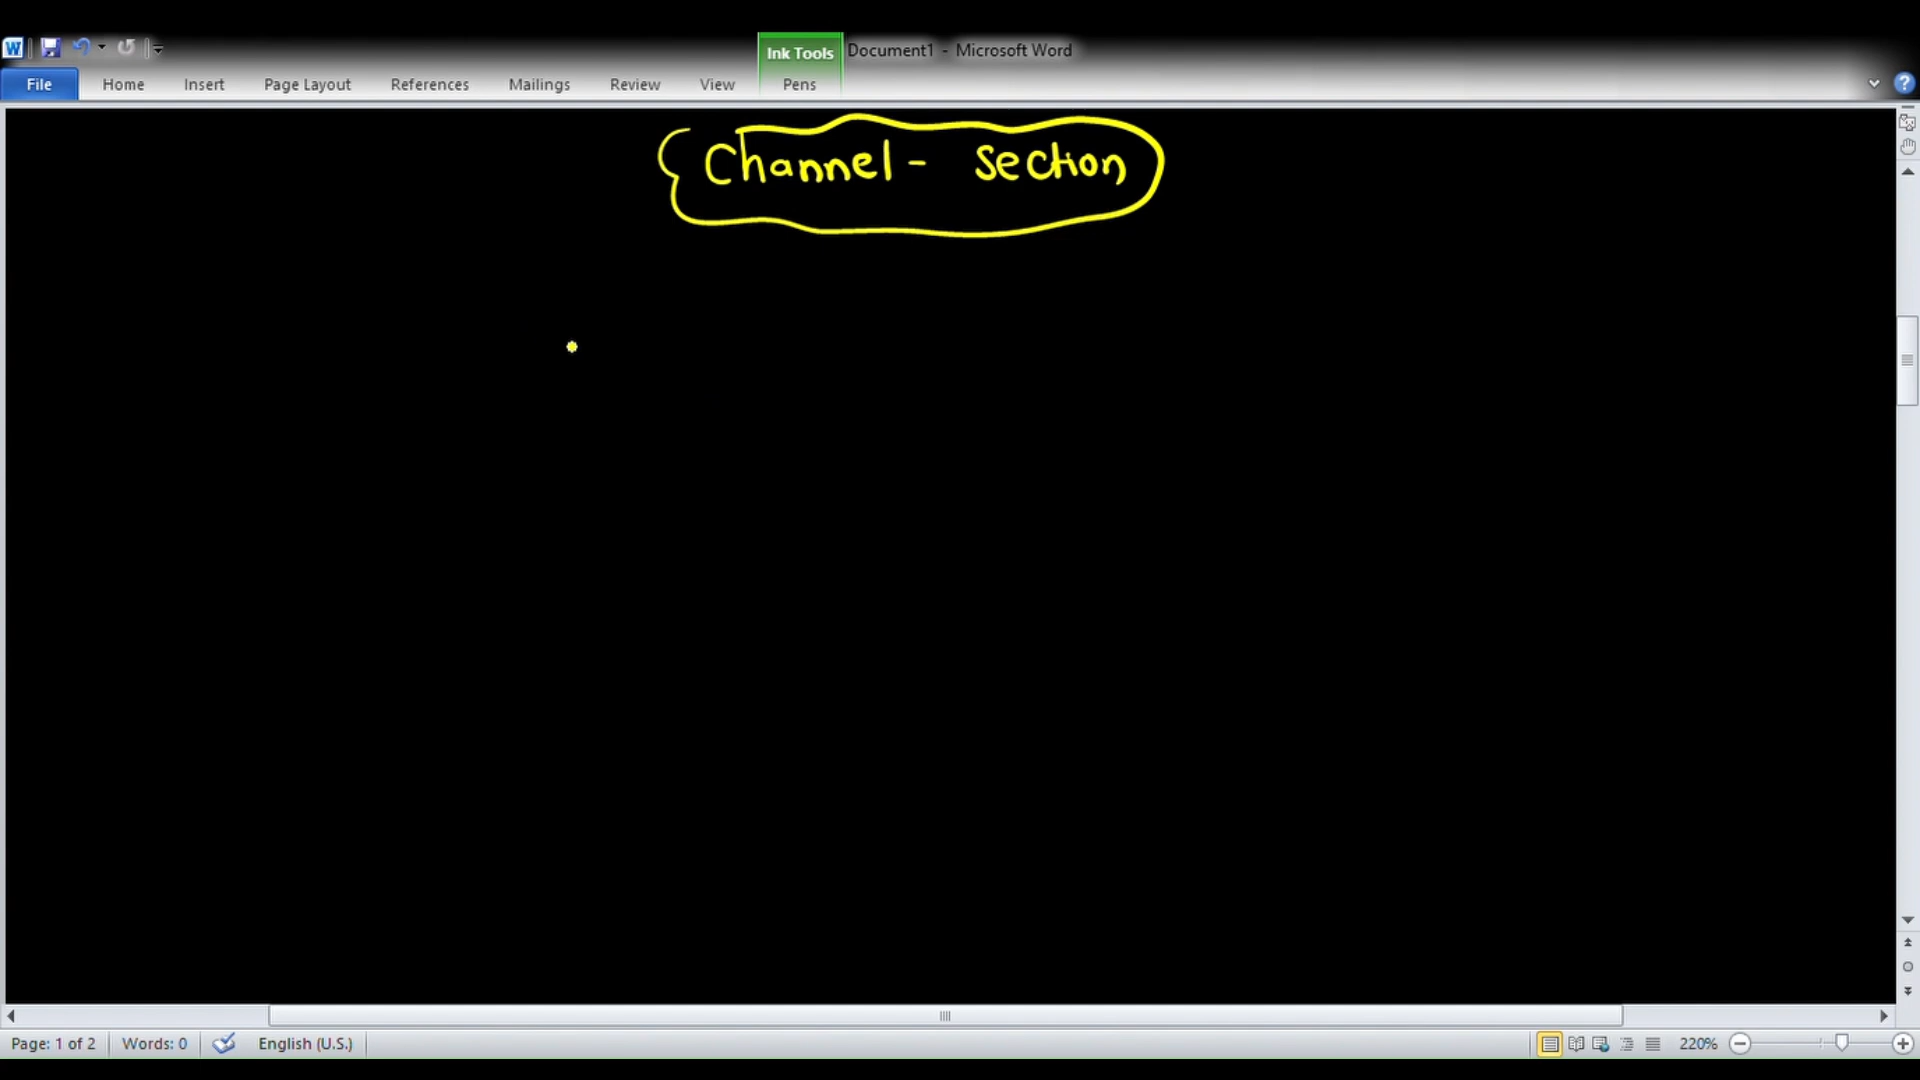 Ink Tools Document1 - Microsoft Word
File Home Insert Page Layout References Mailings Review View Pens
Channel - Section
Page: 1 of 2 Words: 0 English (U.S.) 220%